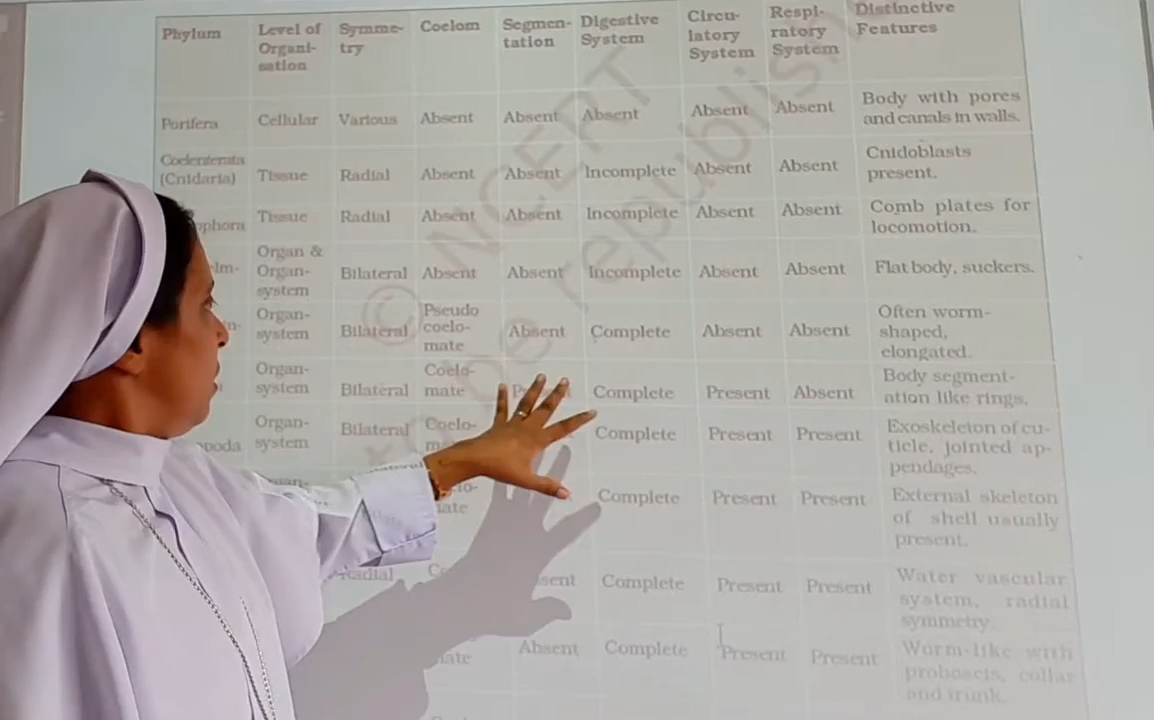 Phylum
Level of
Organi-
sation
Symme-
try
Coelom
Segmen-
tation
Digestive
System
Circu-
latory
System
Respi-
ratory
System
Distinctive
Features
Porifera
Cellular
Various
Absent
Absent
Absent
Absent
Absent
Body with pores
and canals in walls.
Coelenterata
(Cnidaria)
Tissue
Radial
Absent
Absent
Incomplete
Absent
Absent
Cnidoblasts
present.
phora
Tissue
Radial
Absent
Absent
Incomplete
Absent
Absent
Comb plates for
locomotion.
Organ &
Organ-
system
Bilateral
Absent
Absent
Incomplete
Absent
Absent
Flat body, suckers.
Organ-
system
Bilateral
Pseudo
coelo-
mate
Absent
Complete
Absent
Absent
Often worm-
shaped,
elongated.
Organ-
system
Bilateral
Coelo-
mate
Complete
Present
Absent
Body segment-
ation like rings.
poda
Organ-
system
Bilateral
Coelo-
Complete
Present
Present
Exoskeleton of cu-
ticle, jointed ap-
pendages.
Complete
Present
Present
External skeleton
of shell usually
present.
Radial
Complete
Present
Present
Water vascular
system, radial
symmetry.
Absent
Complete
Present
Present
Worm-like with
proboscis, collar
and trunk.
© NCERT
be republish